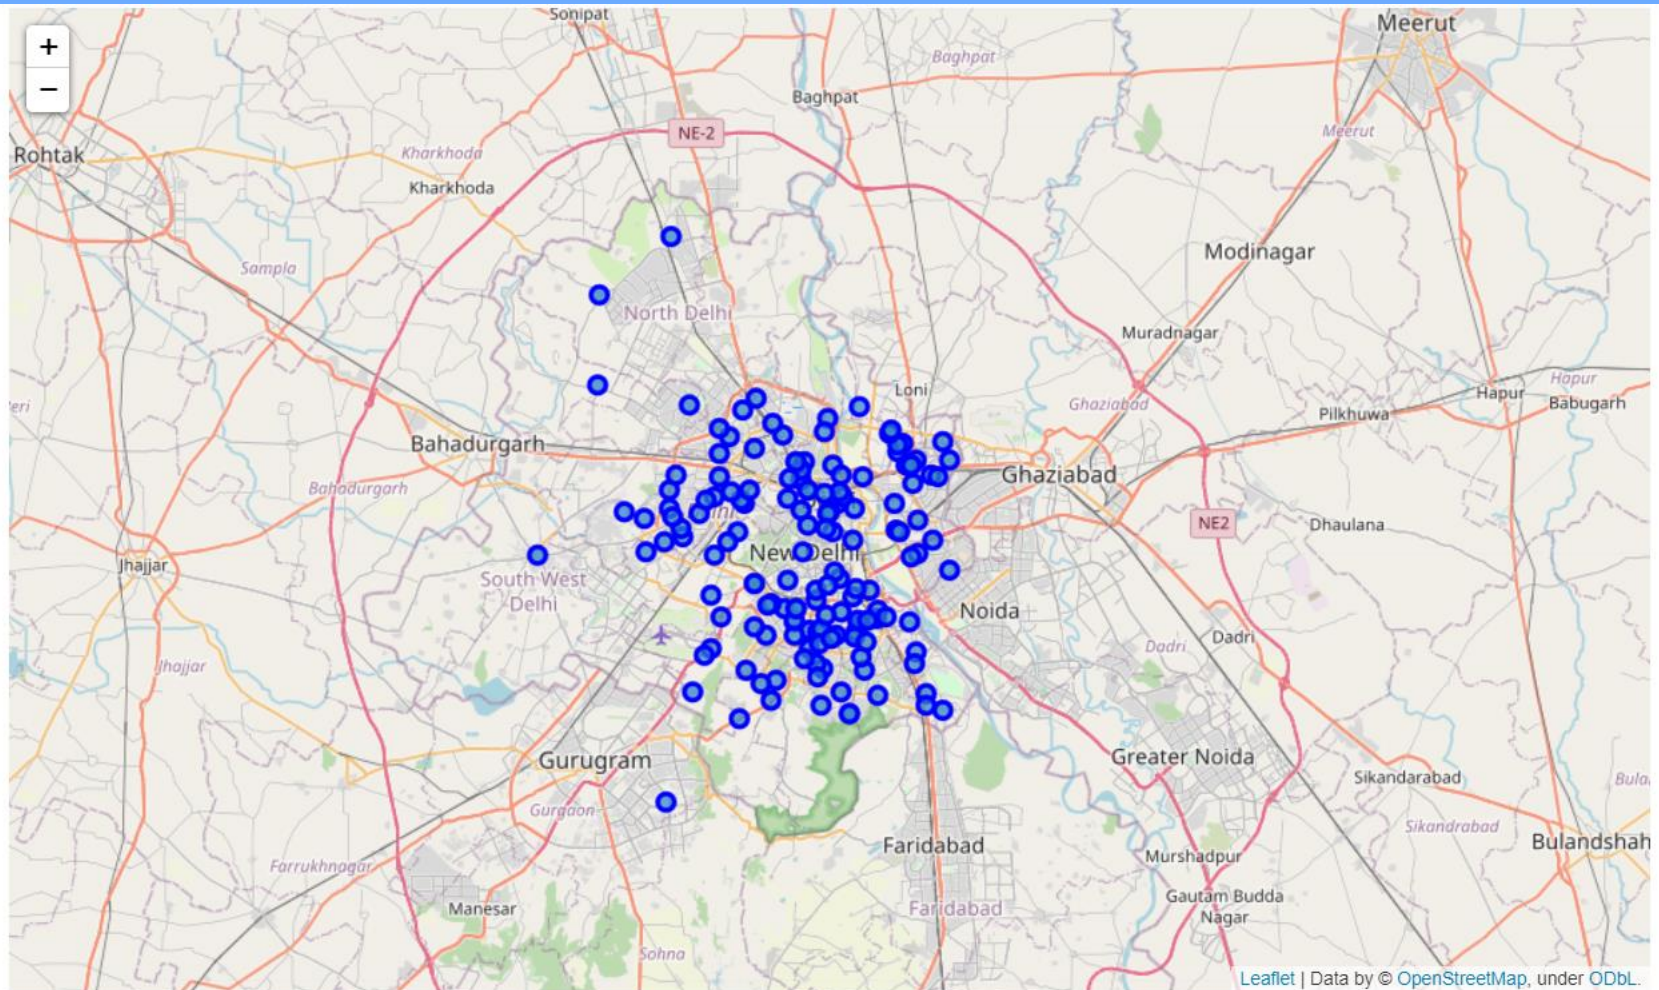 Sonipat
Meerut
+
−
Baghpat
Baghpat
NE-2
Meerut
Rohtak
Kharkhoda
Kharkhoda
Modinagar
Sampla
North Delhi
Muradnagar
Loni
Hapur
Hapur
Babugarh
Ghaziabad
Pilkhuwa
Bahadurgarh
Ghaziabad
Bahadurgarh
NE2
Dhaulana
New Delhi
Jhajjar
South West
Delhi
Noida
Dadri
Dadri
Jhajjar
Greater Noida
Gurugram
Sikandarabad
Gurgaon
Sikandrabad
Faridabad
Bulandshah
Murshadpur
Farrukhnagar
Gautam Budda
Nagar
Manesar
Faridabad
Sohna
Leaflet | Data by © OpenStreetMap, under ODbL.